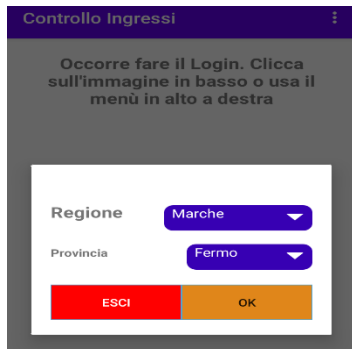 Controllo Ingressi
Occorre fare il Login. Clicca
sull'immagine in basso o usa il
menù in alto a destra
Regione Marche
Provincia Fermo
ESCI OK